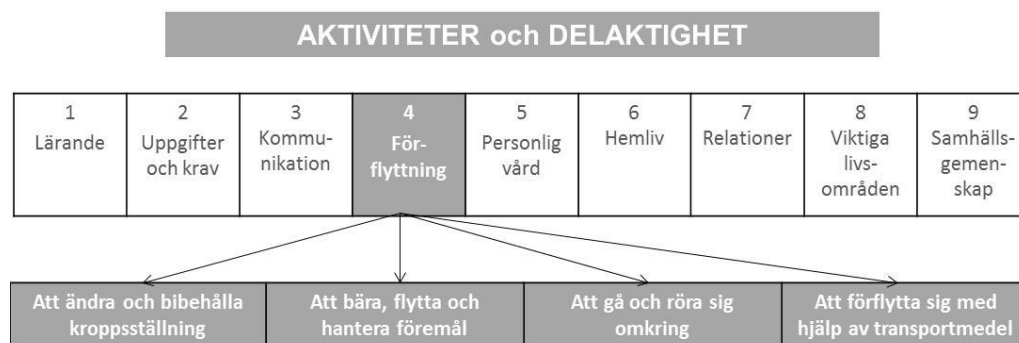 AKTIVITETER och DELAKTIGHET
1
Lärande
2
Uppgifter
och krav
3
Kommu-
nikation
4
För-
flyttning
5
Personlig
vård
6
Hemliv
7
Relationer
8
Viktiga
livs-
områden
9
Samhälls-
gemen-
skap
Att ändra och bibehålla
kroppsställning
Att bära, flytta och
hantera föremål
Att gå och röra sig
omkring
Att förflytta sig med
hjälp av transportmedel